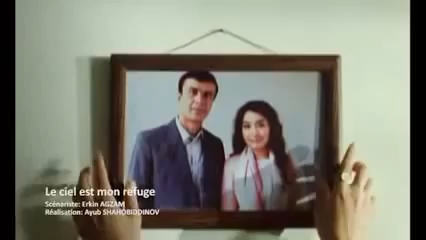 Le ciel est mon refuge
Scénariste: Erkin AGZAM
Réalisation: Ayub SHAHOBIDDINOV